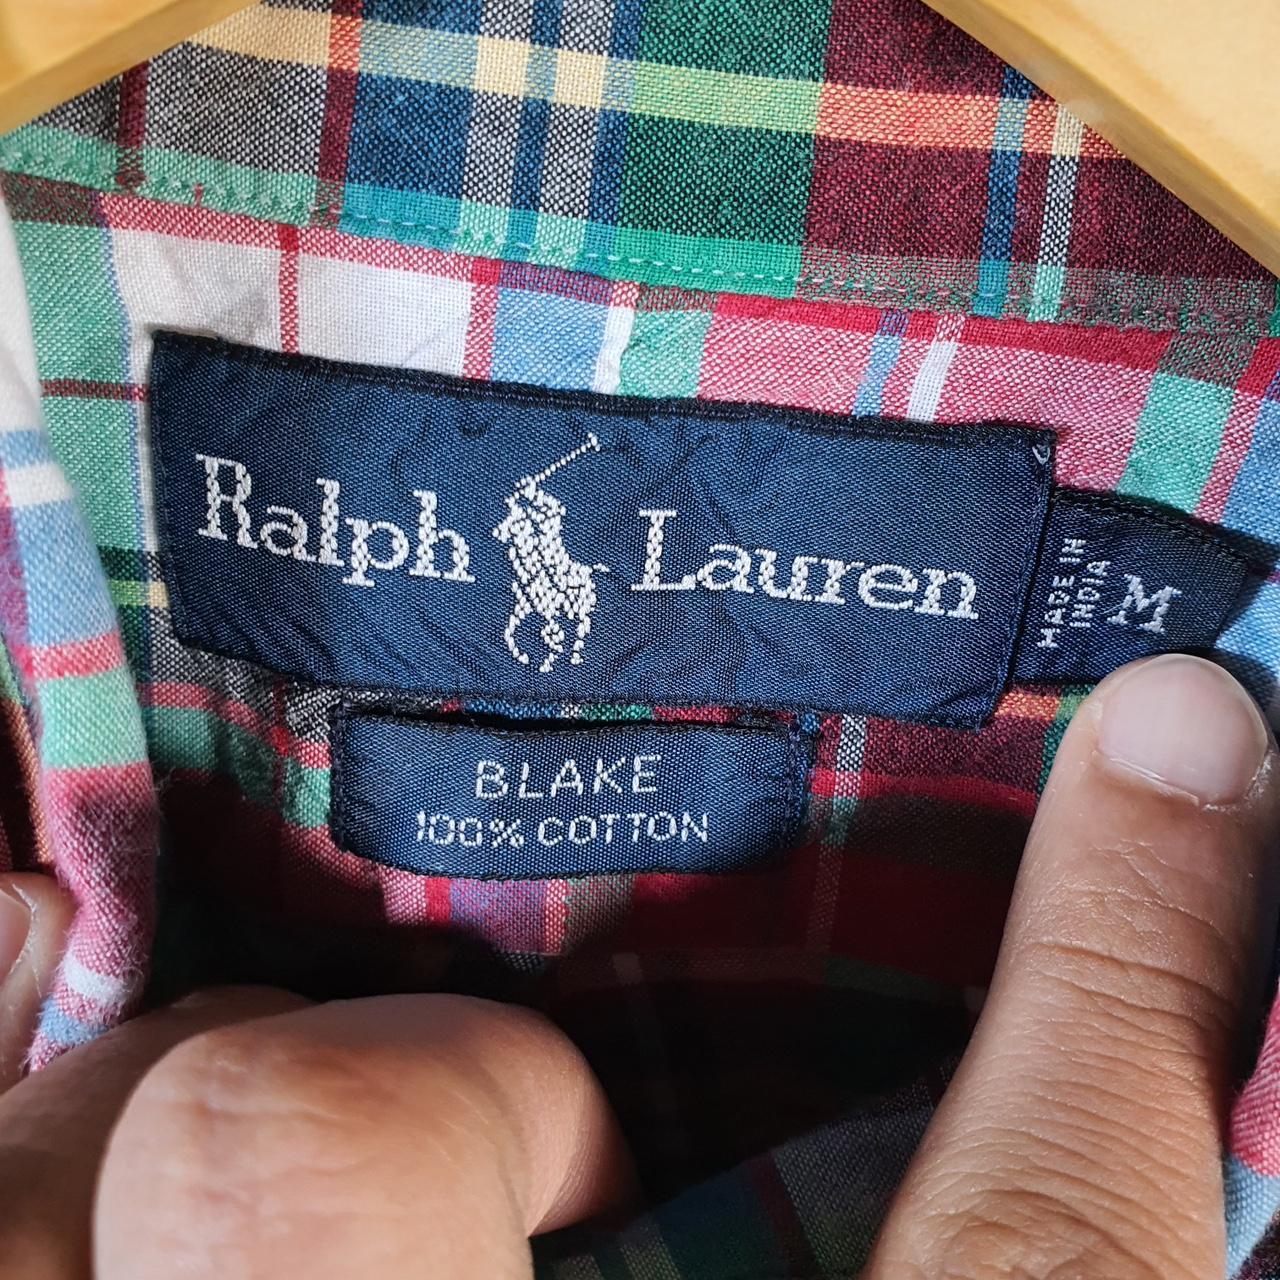 Ralph Lauren
MADE IN
INDIA
M
BLAKE
100% COTTON